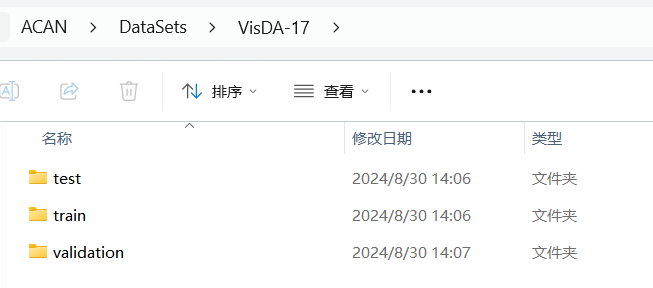 ACAN > DataSets > VisDA-17 >
排序 查看 •••
名称 修改日期 类型
test 2024/8/30 14:06 文件夹
train 2024/8/30 14:06 文件夹
validation 2024/8/30 14:07 文件夹